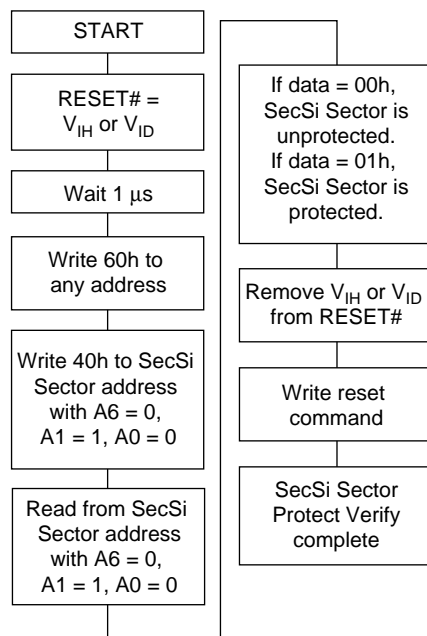 START
RESET# =
V_IH or V_ID
Wait 1 μs
Write 60h to
any address
Write 40h to SecSi
Sector address
with A6 = 0,
A1 = 1, A0 = 0
Read from SecSi
Sector address
with A6 = 0,
A1 = 1, A0 = 0
If data = 00h,
SecSi Sector is
unprotected.
If data = 01h,
SecSi Sector is
protected.
Remove V_IH or V_ID
from RESET#
Write reset
command
SecSi Sector
Protect Verify
complete